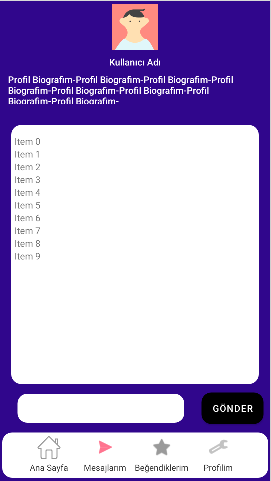 Kullanıcı Adı
Profil Biografim-Profil Biografim-Profil Biografim-Profil
Biografim-Profil Biografim-Profil Biografim-Profil
Biografim-Profil Biografim-
Item 0
Item 1
Item 2
Item 3
Item 4
Item 5
Item 6
Item 7
Item 8
Item 9
GÖNDER
Ana Sayfa Mesajlarım Beğendiklerim Profilim